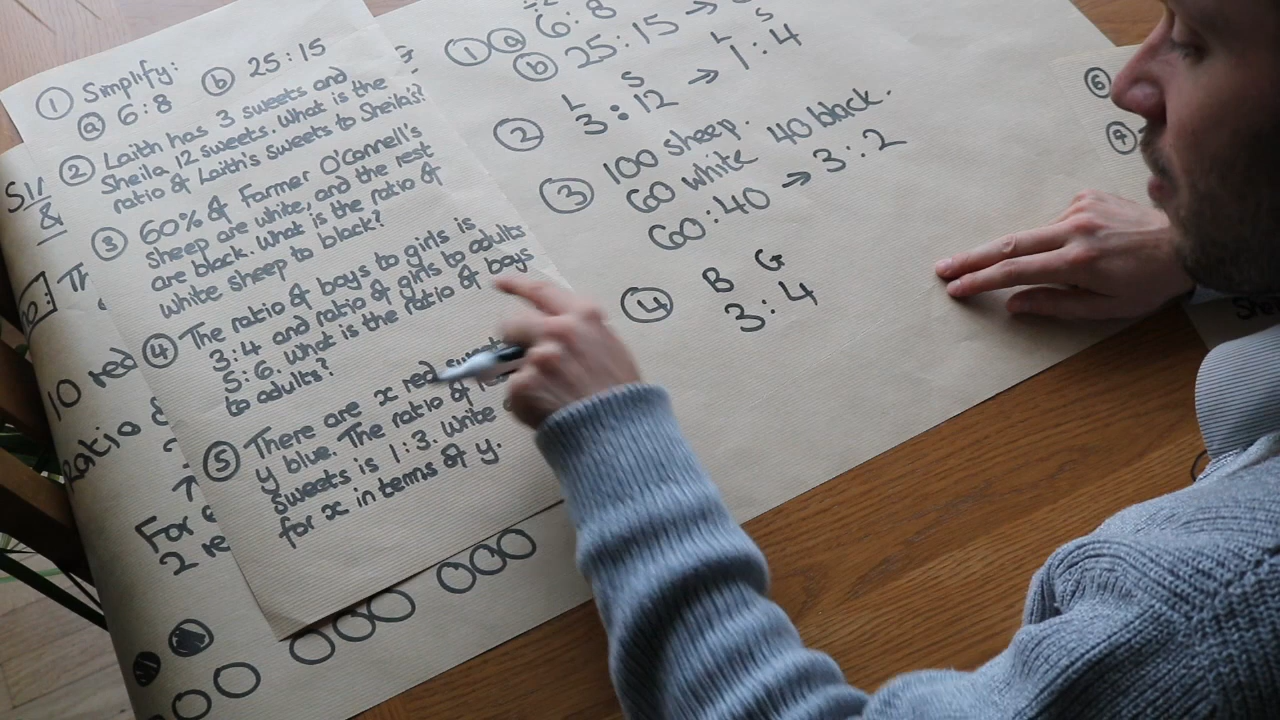 ① Simplify:
ⓐ 6:8 ⓑ 25:15
② Laith has 3 sweets and
Sheila 12 sweets. What is the
ratio of Laith's sweets to Sheila's?
③ 60% of Farmer O'Connell's
sheep are white, and the rest
are black. What is the ratio of
white sheep to black?
④ The ratio of boys to girls is
3:4 and ratio of girls to adults
5:6. What is the ratio of boys
to adults?
⑤ There are x red sweets
y blue. The ratio of
sweets is 1:3. Write
for x in terms of y.
10 red
Ratio
For
2 re
&
÷2
① ⓐ 6:8
ⓑ 25:15 →
L S L S
② 3:12 → 1:4
③ 100 sheep.
60 white 40 black.
60:40 → 3:2
B G
④ 3:4
⑥